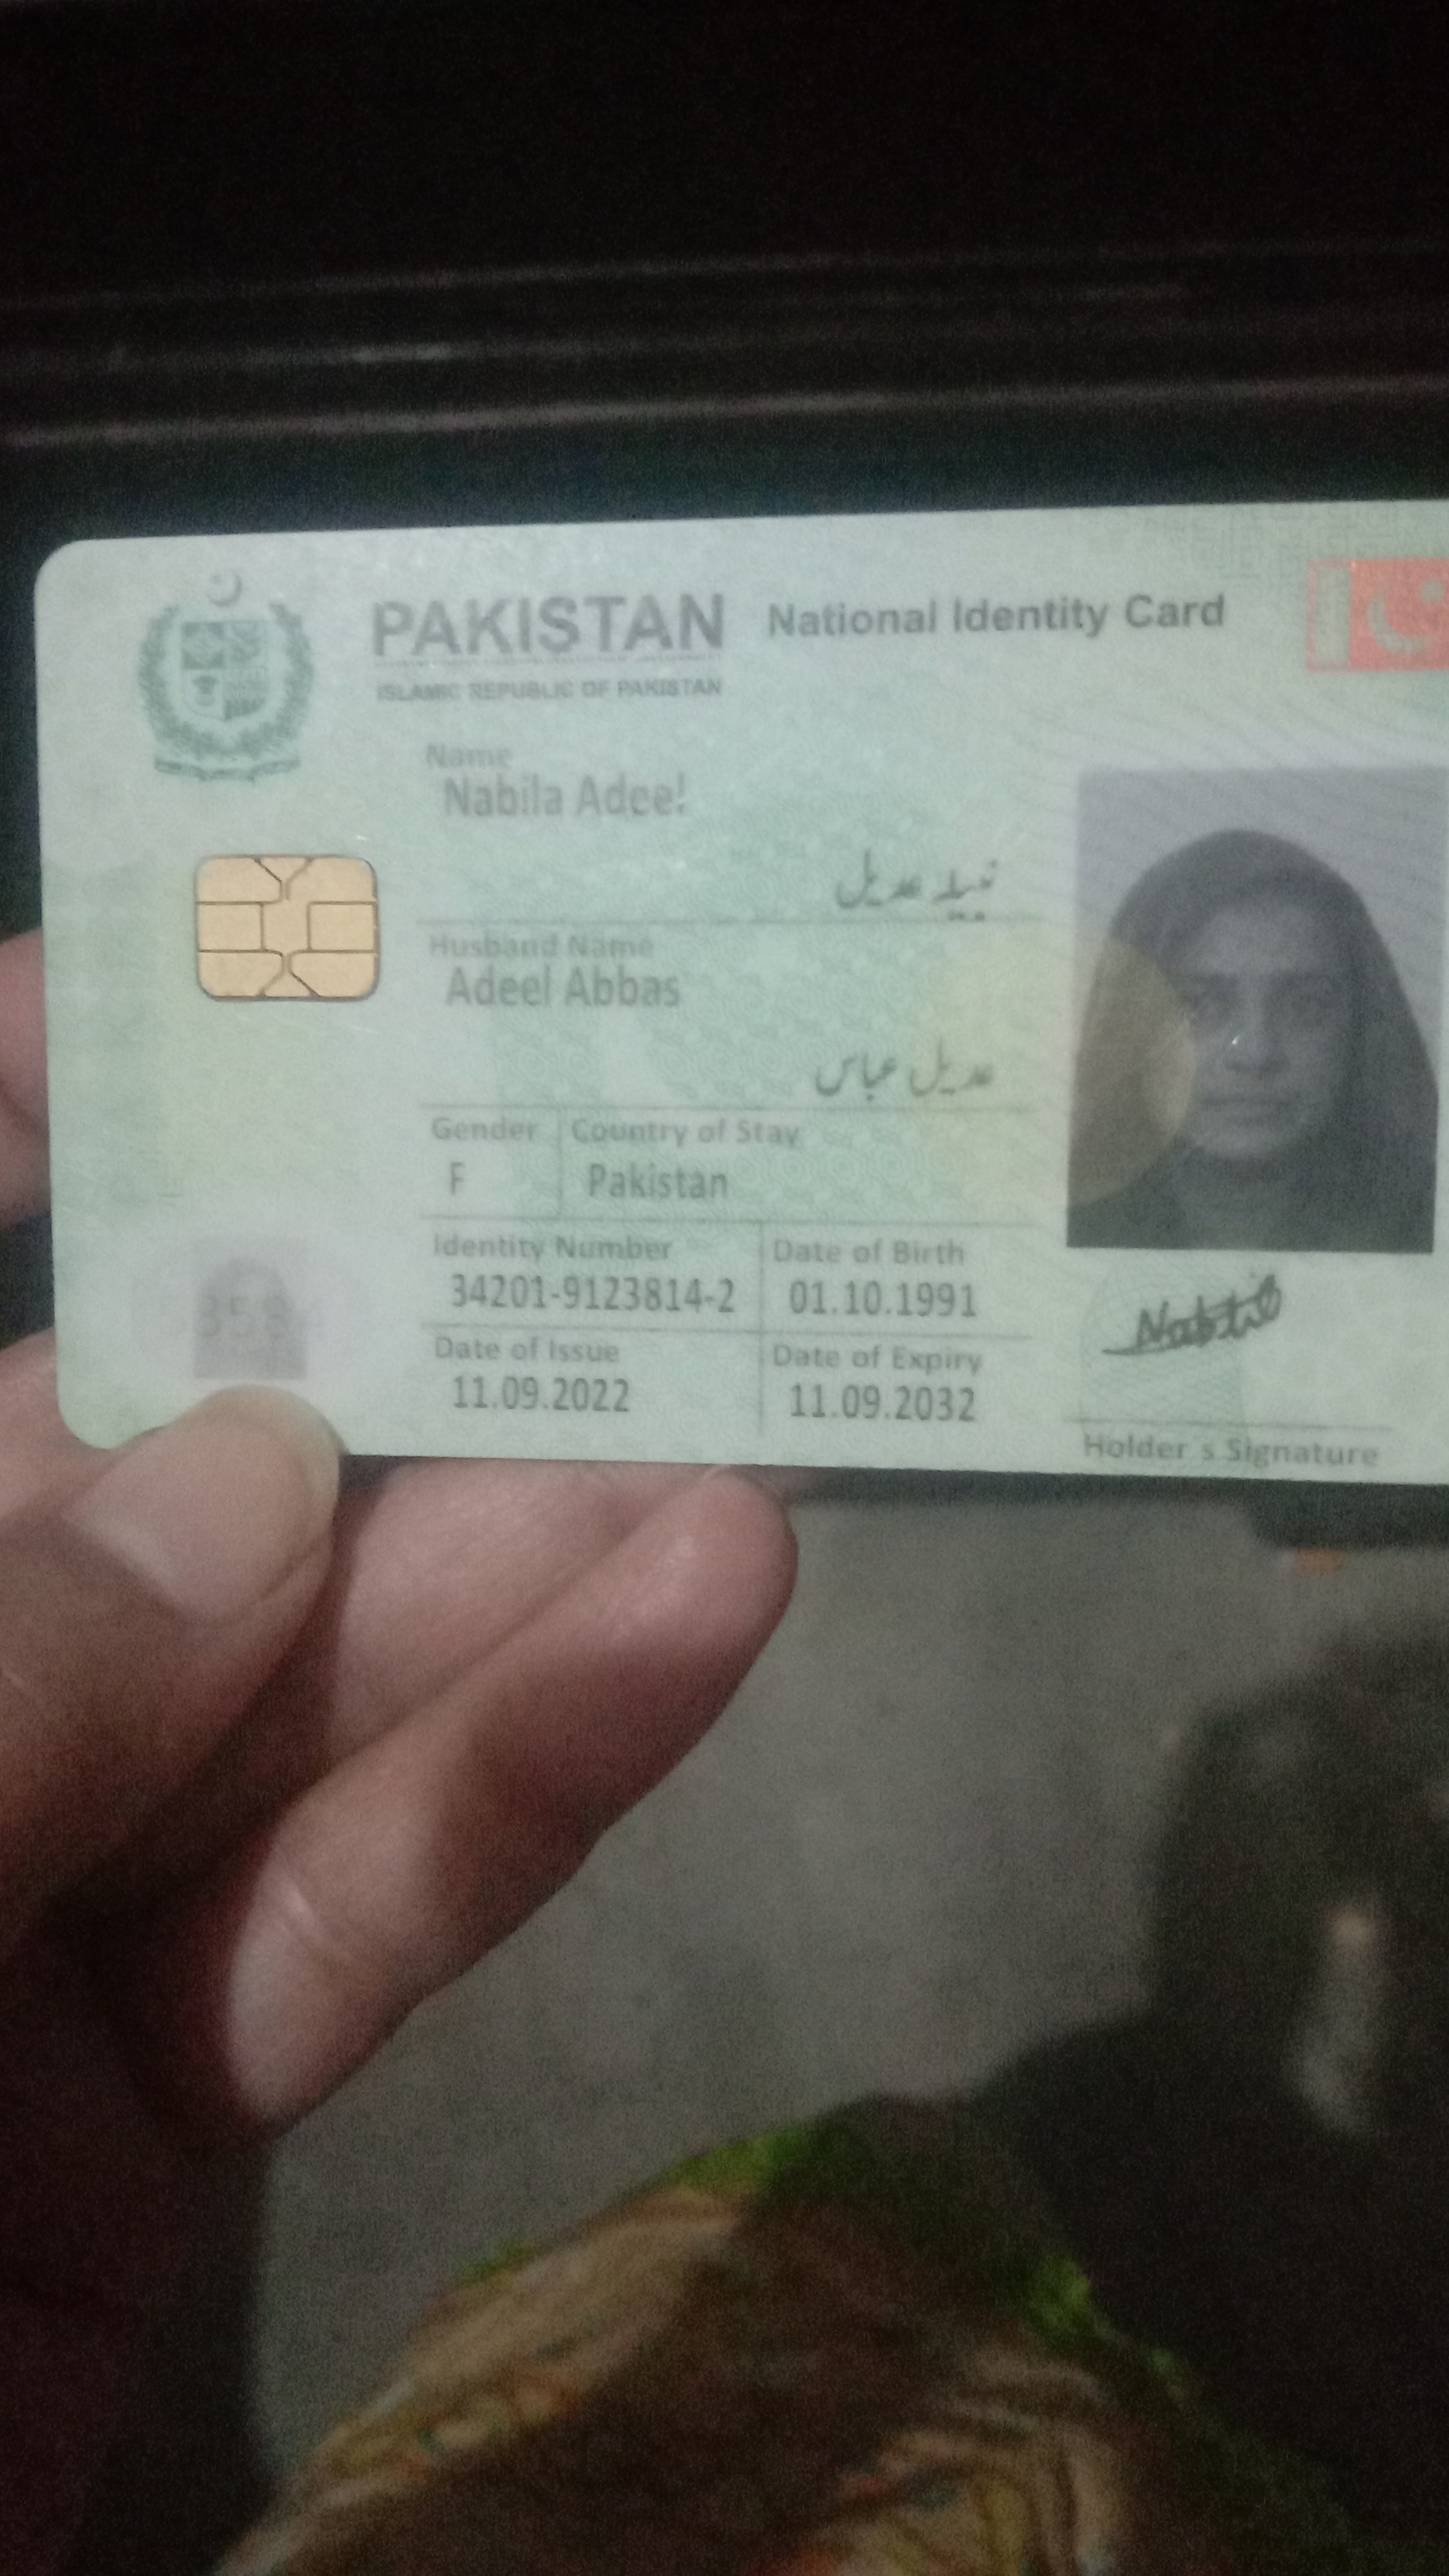 PAKISTAN National Identity Card
ISLAMIC REPUBLIC OF PAKISTAN
Name
Nabila Adeel
نبیلہ عدیل
Husband Name
Adeel Abbas
عدیل عباس
Gender Country of Stay
F Pakistan
Identity Number Date of Birth
34201-9123814-2 01.10.1991
Date of Issue Date of Expiry
11.09.2022 11.09.2032
Holder's Signature